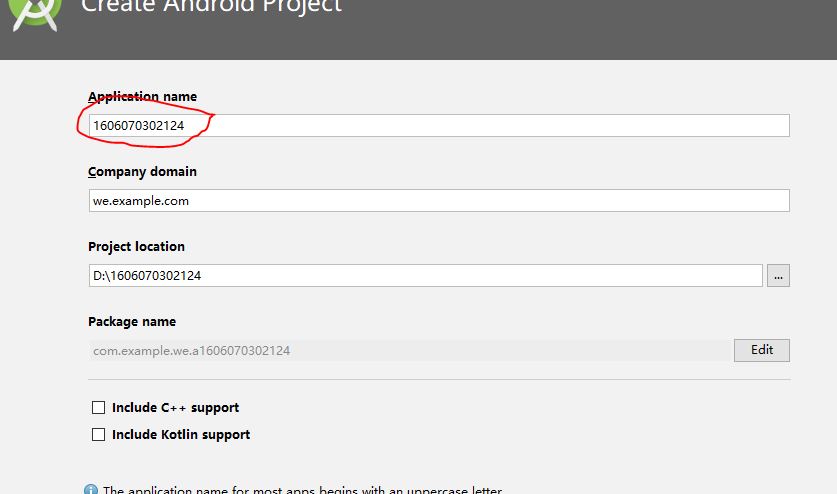 Create Android Project
Application name
1606070302124
Company domain
we.example.com
Project location
D:\1606070302124
...
Package name
com.example.we.a1606070302124
Edit
Include C++ support
Include Kotlin support
The application name for most apps begins with an uppercase letter